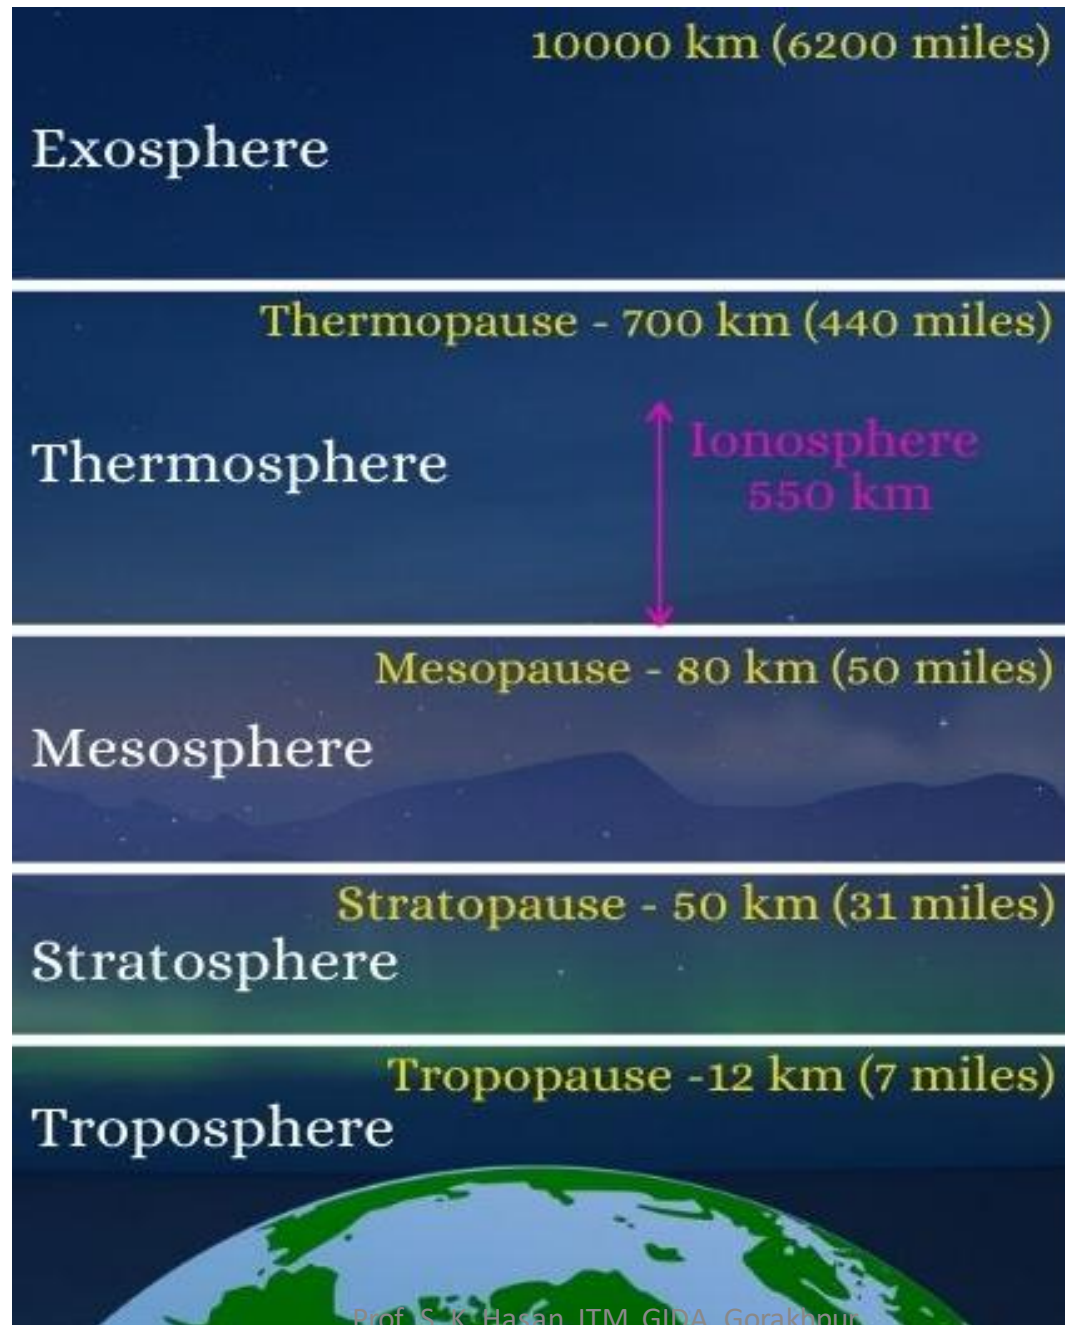 10000 km (6200 miles)
Exosphere
Thermopause - 700 km (440 miles)
Ionosphere
550 km
Thermosphere
Mesopause - 80 km (50 miles)
Mesosphere
Stratopause - 50 km (31 miles)
Stratosphere
Tropopause -12 km (7 miles)
Troposphere
Prof. S. K. Hasan, ITM, GIDA, Gorakhpur